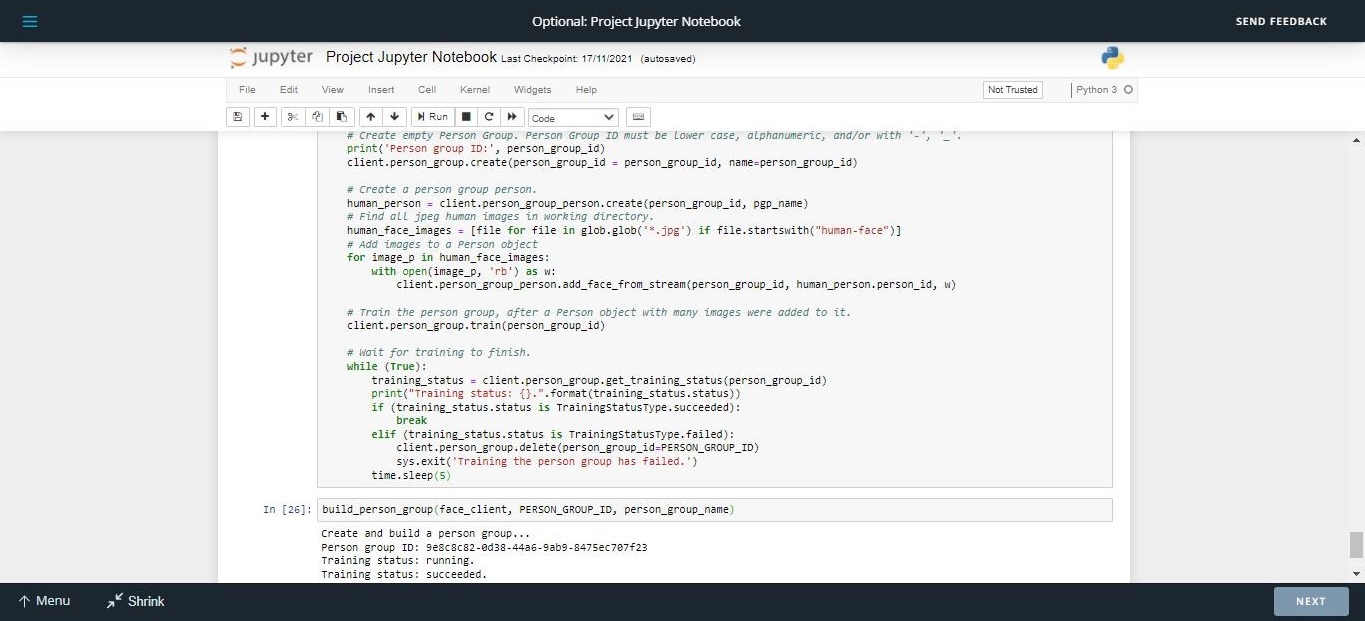 Optional: Project Jupyter Notebook
SEND FEEDBACK
jupyter Project Jupyter Notebook Last Checkpoint: 17/11/2021 (autosaved)
File Edit View Insert Cell Kernel Widgets Help Not Trusted Python 3
Run Code
# Create empty Person Group. Person Group ID must be lower case, alphanumeric, and/or with '-', '_'.
print('Person group ID:', person_group_id)
client.person_group.create(person_group_id = person_group_id, name=person_group_id)
# Create a person group person.
human_person = client.person_group_person.create(person_group_id, pgp_name)
# Find all jpeg human images in working directory.
human_face_images = [file for file in glob.glob('*.jpg') if file.startswith("human-face")]
# Add images to a Person object
for image_p in human_face_images:
with open(image_p, 'rb') as w:
client.person_group_person.add_face_from_stream(person_group_id, human_person.person_id, w)
# Train the person group, after a Person object with many images were added to it.
client.person_group.train(person_group_id)
# Wait for training to finish.
while (True):
training_status = client.person_group.get_training_status(person_group_id)
print("Training status: {}.".format(training_status.status))
if (training_status.status is TrainingStatusType.succeeded):
break
elif (training_status.status is TrainingStatusType.failed):
client.person_group.delete(person_group_id=PERSON_GROUP_ID)
sys.exit('Training the person group has failed.')
time.sleep(5)
In [26]: build_person_group(face_client, PERSON_GROUP_ID, person_group_name)
Create and build a person group...
Person group ID: 9e8c8c82-0d38-44a6-9ab9-8475ec707f23
Training status: running.
Training status: succeeded.
Menu
Shrink
NEXT